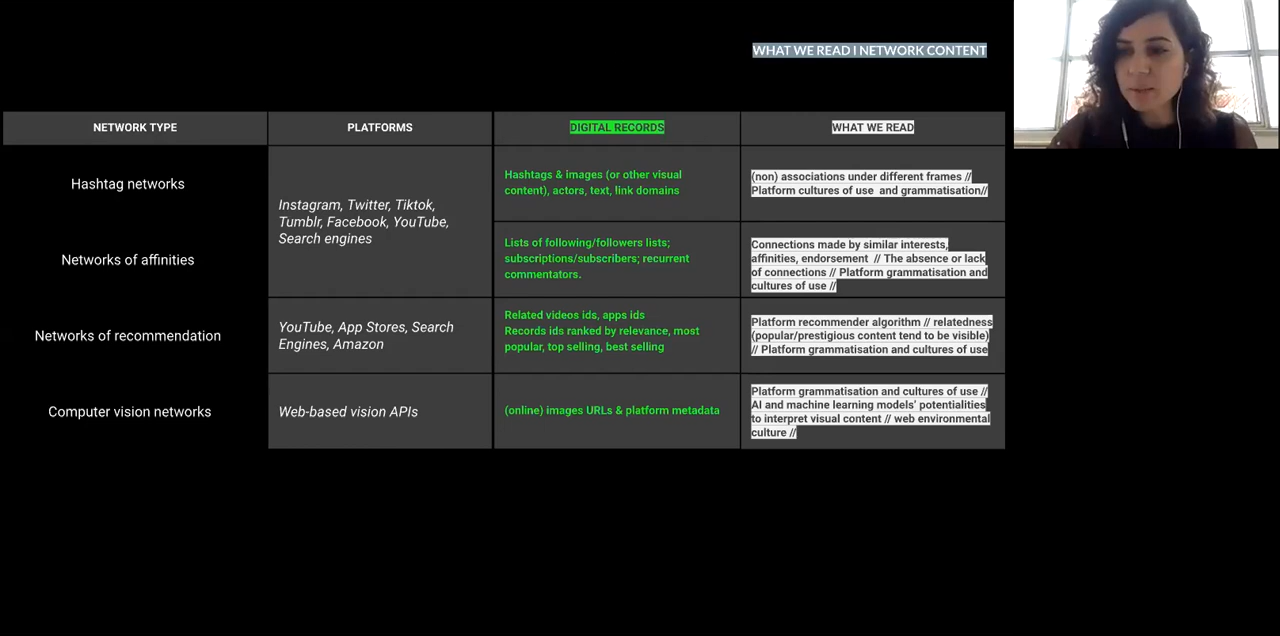 WHAT WE READ I NETWORK CONTENT
NETWORK TYPE
PLATFORMS
DIGITAL RECORDS
WHAT WE READ
Hashtag networks
Instagram, Twitter, Tiktok,
Tumblr, Facebook, YouTube,
Search engines
Hashtags & images (or other visual
content), actors, text, link domains
(non) associations under different frames //
Platform cultures of use and grammatisation//
Networks of affinities
Lists of following/followers lists;
subscriptions/subscribers; recurrent
commentators.
Connections made by similar interests,
affinities, endorsement // The absence or lack
of connections // Platform grammatisation and
cultures of use //
Networks of recommendation
YouTube, App Stores, Search
Engines, Amazon
Related videos ids, apps ids
Records ids ranked by relevance, most
popular, top selling, best selling
Platform recommender algorithm // relatedness
(popular/prestigious content tend to be visible)
// Platform grammatisation and cultures of use
Computer vision networks
Web-based vision APIs
(online) images URLs & platform metadata
Platform grammatisation and cultures of use //
AI and machine learning models' potentialities
to interpret visual content // web environmental
culture //